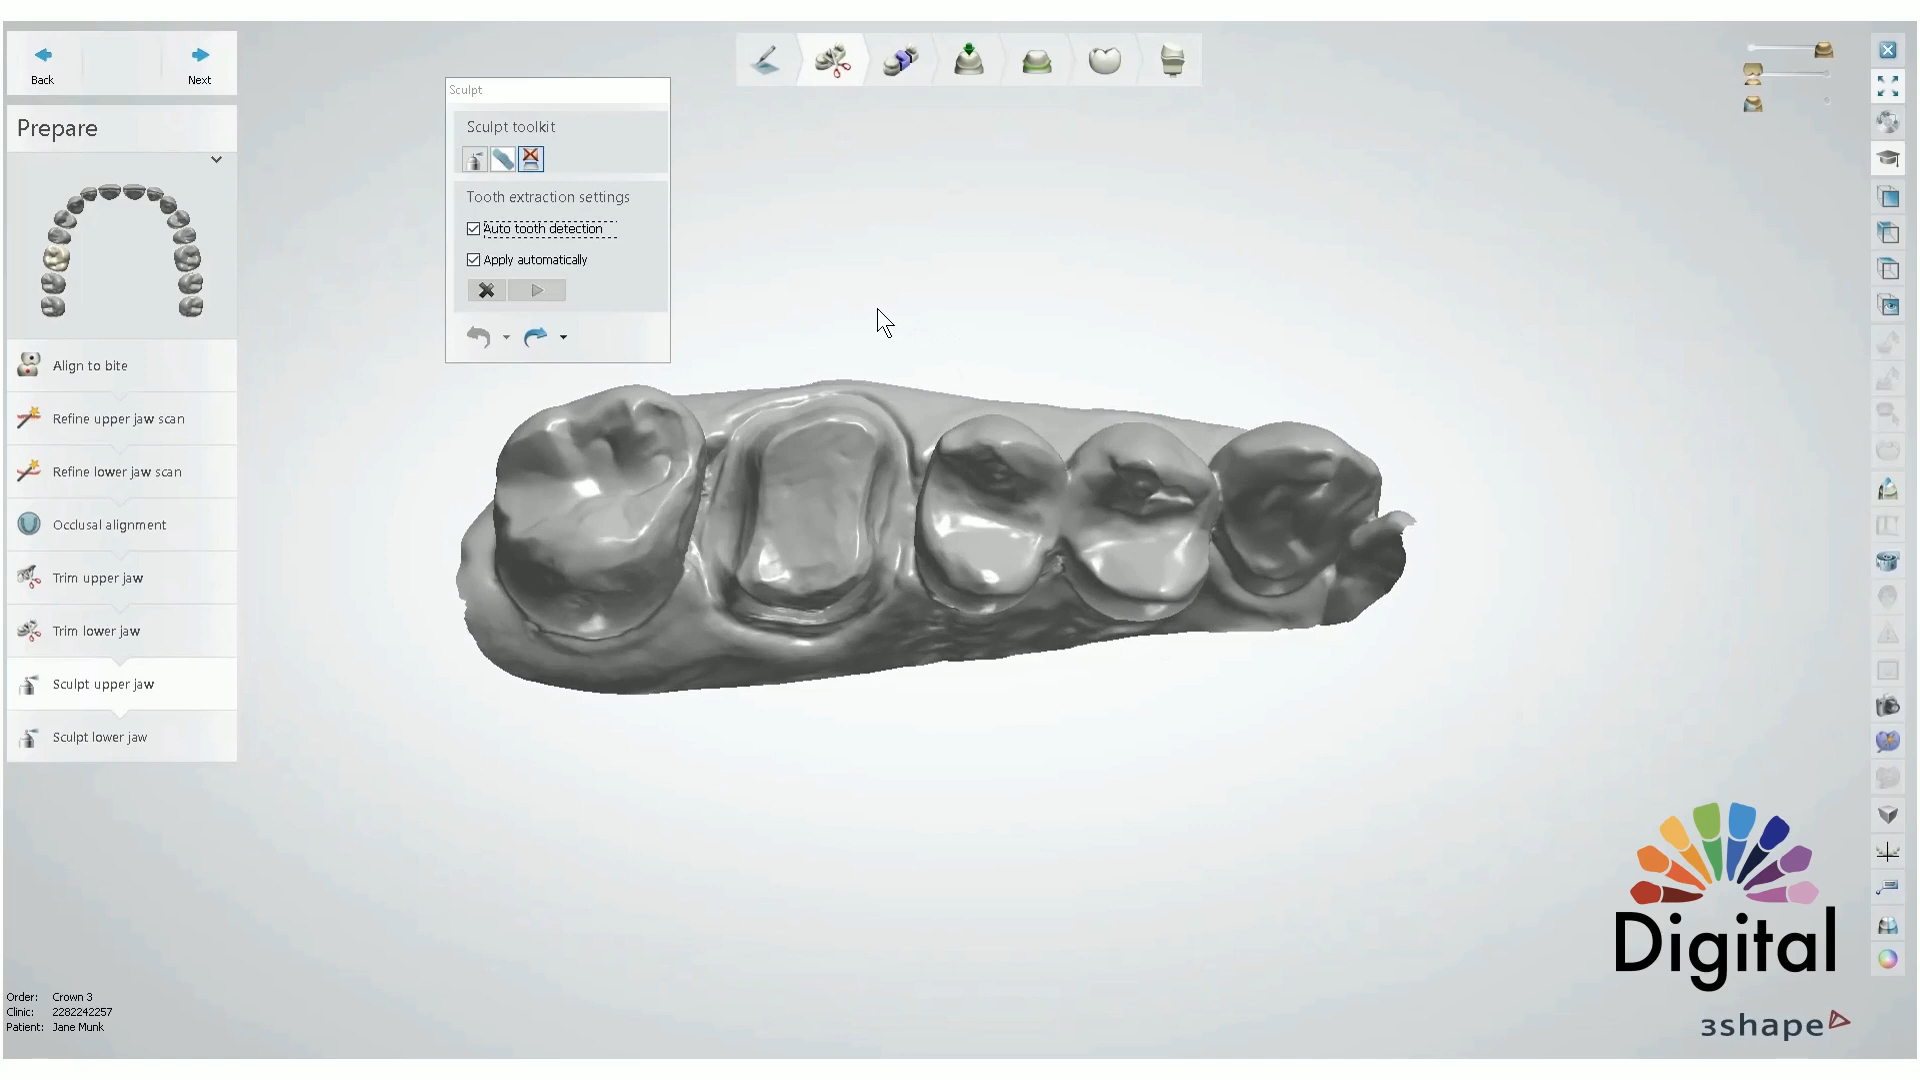 Back
Next
Prepare
Align to bite
Refine upper jaw scan
Refine lower jaw scan
Occlusal alignment
Trim upper jaw
Trim lower jaw
Sculpt upper jaw
Sculpt lower jaw
Sculpt
Sculpt toolkit
Tooth extraction settings
Auto tooth detection
Apply automatically
Order: Crown 3
Clinic: 2282242257
Patient: Jane Munk
Digital
3shape